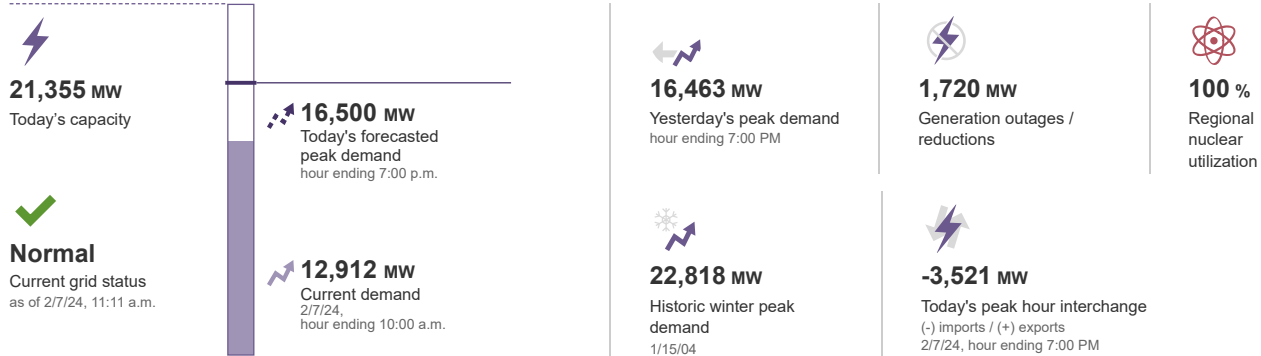 21,355 MW
Today's capacity
Normal
Current grid status
as of 2/7/24, 11:11 a.m.
16,500 MW
Today's forecasted
peak demand
hour ending 7:00 p.m.
12,912 MW
Current demand
2/7/24,
hour ending 10:00 a.m.
16,463 MW
Yesterday's peak demand
hour ending 7:00 PM
1,720 MW
Generation outages /
reductions
100 %
Regional
nuclear
utilization
22,818 MW
Historic winter peak
demand
1/15/04
-3,521 MW
Today's peak hour interchange
(-) imports / (+) exports
2/7/24, hour ending 7:00 PM